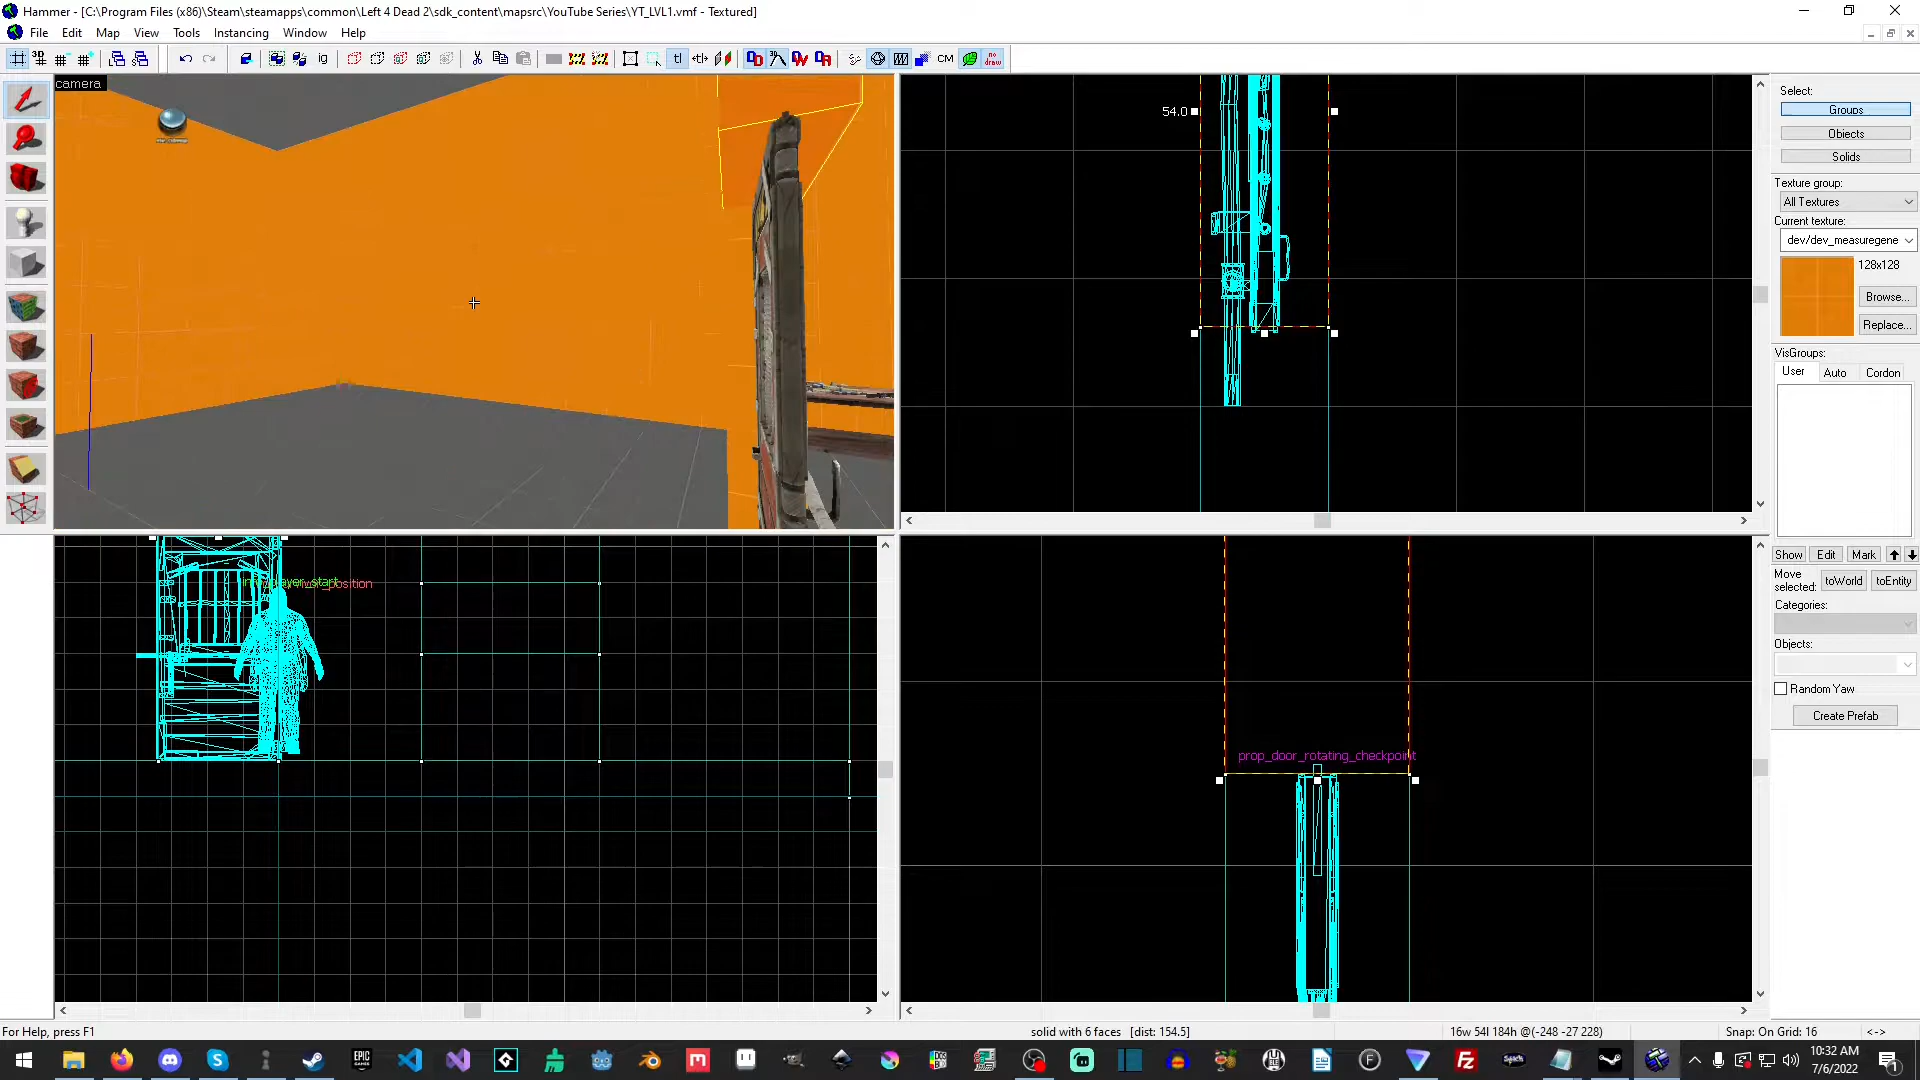 Hammer - [C:\Program Files (x86)\Steam\steamapps\common\Left 4 Dead 2\sdk_content\mapsrc\YouTube Series\YT_LVL1.vmf - Textured]
File Edit Map View Tools Instancing Window Help
camera
54.0
Select:
Groups
Objects
Solids
Texture group:
All Textures
Current texture:
dev/dev_measuregene
128x128
Browse...
Replace...
VisGroups:
User Auto Cordon
Show Edit Mark
Move selected:
toWorld toEntity
Categories:
Objects:
Random Yaw
Create Prefab
prop_door_rotating_checkpoint
For Help, press F1
solid with 6 faces [dist: 154.5]
16w 54l 184h @(-248 -27 228)
Snap: On Grid: 16
<->
10:32 AM
7/6/2022